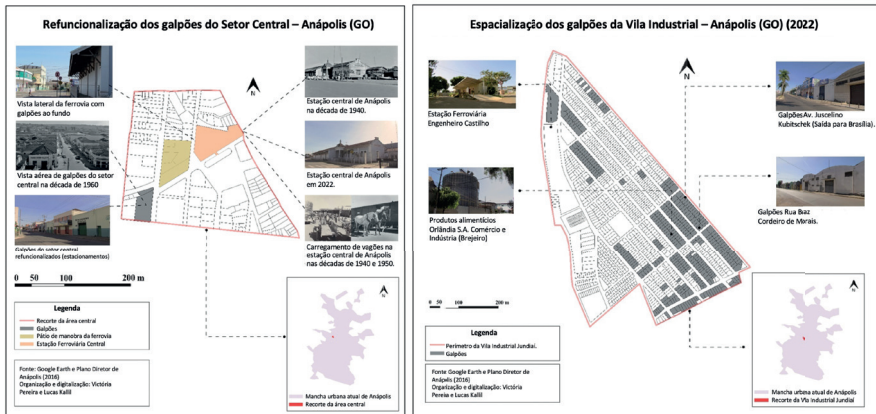 Refuncionalização dos galpões do Setor Central – Anápolis (GO)
Vista lateral da ferrovia com
galpões ao fundo
Vista aérea de galpões do setor
central na década de 1960
Galpões do setor central
refuncionalizados (estacionamentos)
N
Estação central de Anápolis
na década de 1940.
Estação central de Anápolis
em 2022.
Carregamento de vagões na
estação central de Anápolis
nas décadas de 1940 e 1950.
0 50 100 200 m
Legenda
Recorte da área central
Galpões
Pátio de manobra da ferrovia
Estação Ferroviária Central
Fonte: Google Earth e Plano Diretor de
Anápolis (2016)
Organização e digitalização: Victória
Pereira e Lucas Kallil
N
Mancha urbana atual de Anápolis
Recorte da área central
Espacialização dos galpões da Vila Industrial – Anápolis (GO) (2022)
Estação Ferroviária
Engenheiro Castilho
Produtos alimentícios
Orlândia S.A. Comércio e
Indústria (Brejeiro)
N
Galpões Av. Juscelino
Kubitschek (Saída para Brasília).
Galpões Rua Braz
Cordeiro de Morais.
0 50 100 200 m
Legenda
Perímetro da Vila Industrial Jundiaí.
Galpões
Fonte Google Earth e Plano Diretor de
Anápolis (2016)
Organização e digitalização: Victória
Pereira e Lucas Kallil
N
Mancha urbana atual de Anápolis
Recorte da Vla Industrial Jundiaí